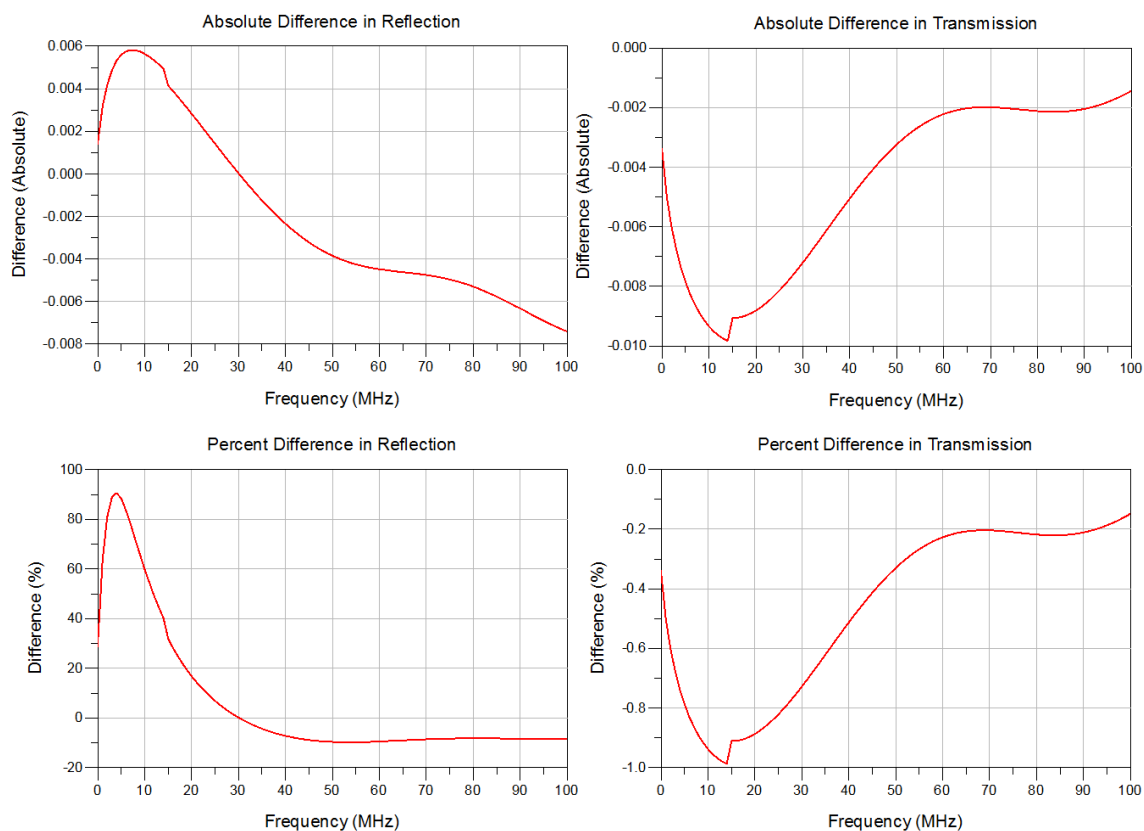 Absolute Difference in Reflection
Difference (Absolute)
0.006
0.004
0.002
0.000
-0.002
-0.004
-0.006
-0.008
0 10 20 30 40 50 60 70 80 90 100
Frequency (MHz)
Absolute Difference in Transmission
Difference (Absolute)
0.000
-0.002
-0.004
-0.006
-0.008
-0.010
0 10 20 30 40 50 60 70 80 90 100
Frequency (MHz)
Percent Difference in Reflection
Difference (%)
100
80
60
40
20
0
-20
0 10 20 30 40 50 60 70 80 90 100
Frequency (MHz)
Percent Difference in Transmission
Difference (%)
0.0
-0.2
-0.4
-0.6
-0.8
-1.0
0 10 20 30 40 50 60 70 80 90 100
Frequency (MHz)